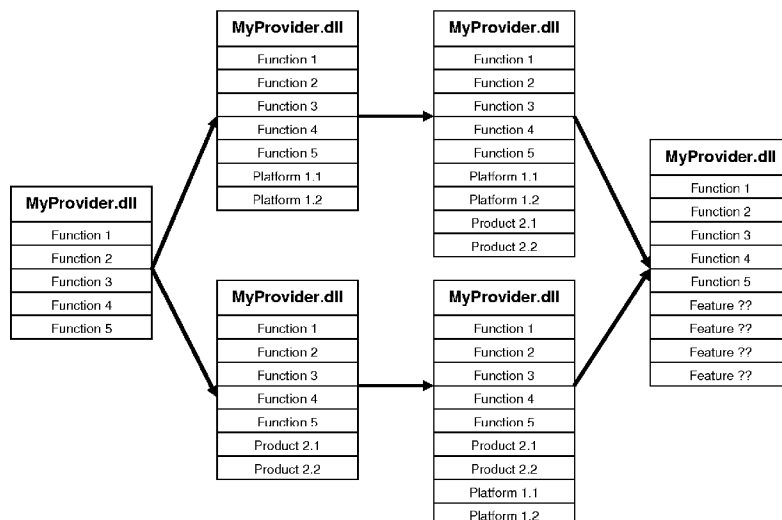 MyProvider.dll
Function 1
Function 2
Function 3
Function 4
Function 5
MyProvider.dll
Function 1
Function 2
Function 3
Function 4
Function 5
Platform 1.1
Platform 1.2
MyProvider.dll
Function 1
Function 2
Function 3
Function 4
Function 5
Product 2.1
Product 2.2
MyProvider.dll
Function 1
Function 2
Function 3
Function 4
Function 5
Platform 1.1
Platform 1.2
Product 2.1
Product 2.2
MyProvider.dll
Function 1
Function 2
Function 3
Function 4
Function 5
Product 2.1
Product 2.2
Platform 1.1
Platform 1.2
MyProvider.dll
Function 1
Function 2
Function 3
Function 4
Function 5
Feature ??
Feature ??
Feature ??
Feature ??